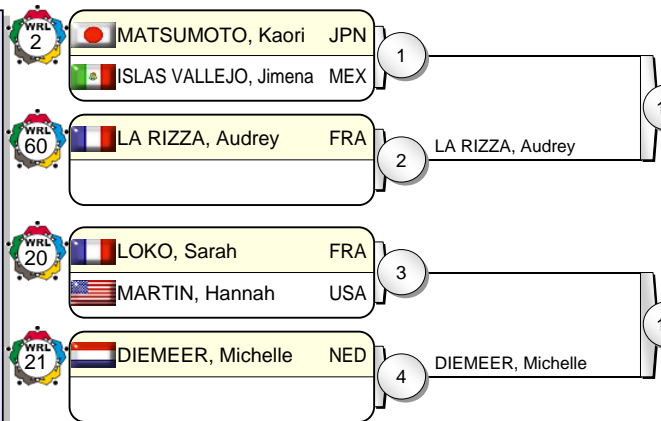 WRL
2
MATSUMOTO, Kaori JPN
ISLAS VALLEJO, Jimena MEX
1
WRL
60
LA RIZZA, Audrey FRA
2
LA RIZZA, Audrey
WRL
20
LOKO, Sarah FRA
MARTIN, Hannah USA
3
WRL
21
DIEMEER, Michelle NED
4
DIEMEER, Michelle